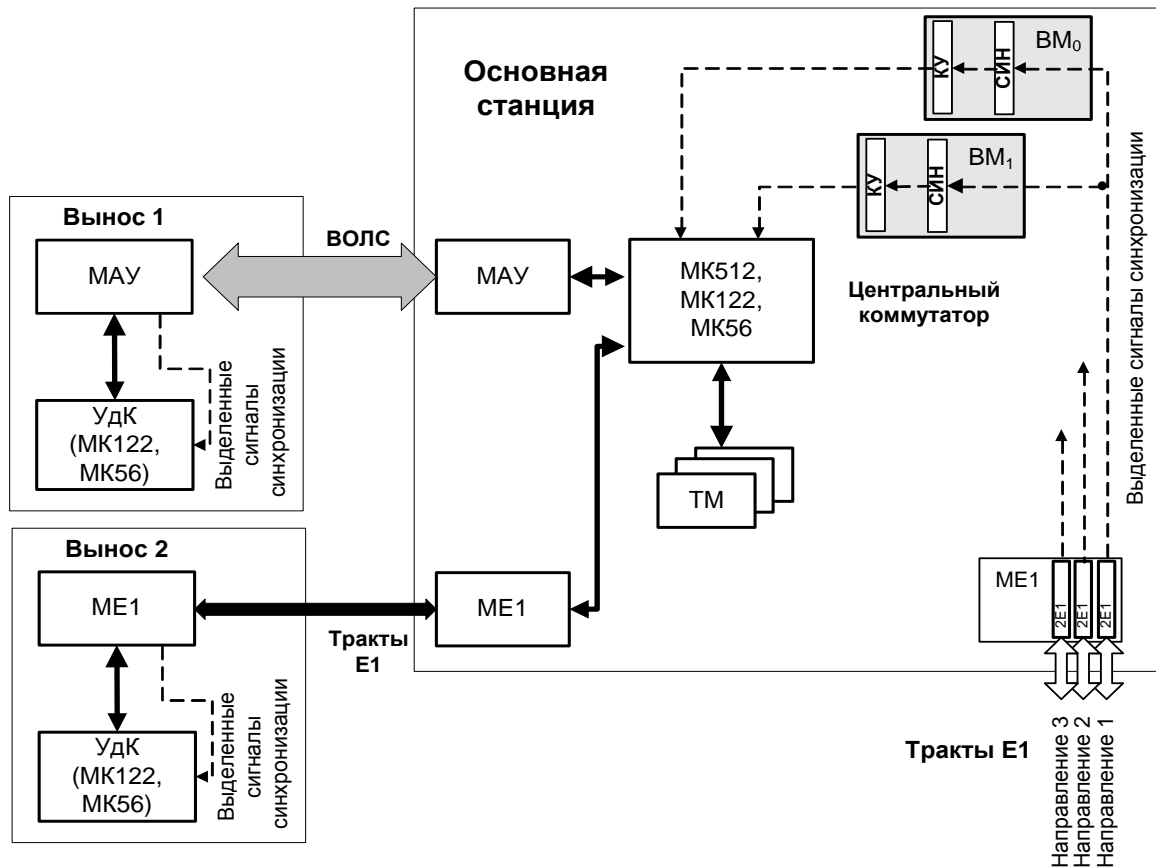 Основная
станция
КУ
СИН
ВМ0
КУ
СИН
ВМ1
Выделенные сигналы синхронизации
Вынос 1
МАУ
ВОЛС
МАУ
МК512,
МК122,
МК56
Центральный
коммутатор
Выделенные
сигналы
синхронизации
УдК
(МК122,
МК56)
ТМ
Вынос 2
МЕ1
Тракты
Е1
МЕ1
МЕ1
2Е1
2Е1
2Е1
Выделенные
сигналы
синхронизации
УдК
(МК122,
МК56)
Тракты Е1
Направление 3
Направление 2
Направление 1